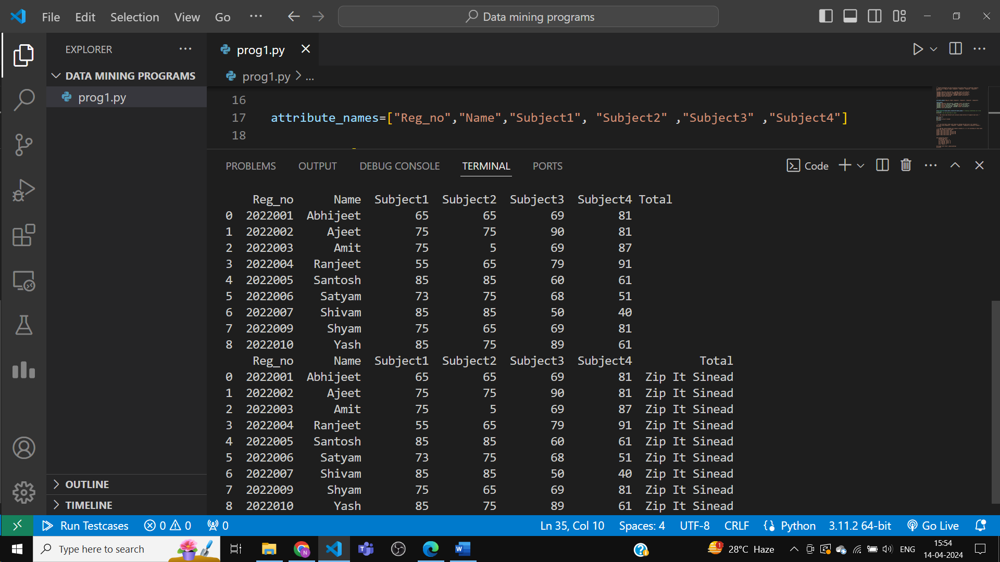 File Edit Selection View Go ... Data mining programs
EXPLORER ...
DATA MINING PROGRAMS
prog1.py
OUTLINE
TIMELINE
prog1.py
prog1.py > ...
16
17 attribute_names=["Reg_no","Name","Subject1", "Subject2" ,"Subject3" ,"Subject4"]
18
PROBLEMS OUTPUT DEBUG CONSOLE TERMINAL PORTS Code
Reg_no Name Subject1 Subject2 Subject3 Subject4 Total
0 2022001 Abhijeet 65 65 69 81
1 2022002 Ajeet 75 75 90 81
2 2022003 Amit 75 5 69 87
3 2022004 Ranjeet 55 65 79 91
4 2022005 Santosh 85 85 60 61
5 2022006 Satyam 73 75 68 51
6 2022007 Shivam 85 85 50 40
7 2022009 Shyam 75 65 69 81
8 2022010 Yash 85 75 89 61
Reg_no Name Subject1 Subject2 Subject3 Subject4 Total
0 2022001 Abhijeet 65 65 69 81 Zip It Sinead
1 2022002 Ajeet 75 75 90 81 Zip It Sinead
2 2022003 Amit 75 5 69 87 Zip It Sinead
3 2022004 Ranjeet 55 65 79 91 Zip It Sinead
4 2022005 Santosh 85 85 60 61 Zip It Sinead
5 2022006 Satyam 73 75 68 51 Zip It Sinead
6 2022007 Shivam 85 85 50 40 Zip It Sinead
7 2022009 Shyam 75 65 69 81 Zip It Sinead
8 2022010 Yash 85 75 89 61 Zip It Sinead
Run Testcases 0 0 0 Ln 35, Col 10 Spaces: 4 UTF-8 CRLF Python 3.11.2 64-bit Go Live
Type here to search N 1 28°C Haze ENG
15:54
14-04-2024